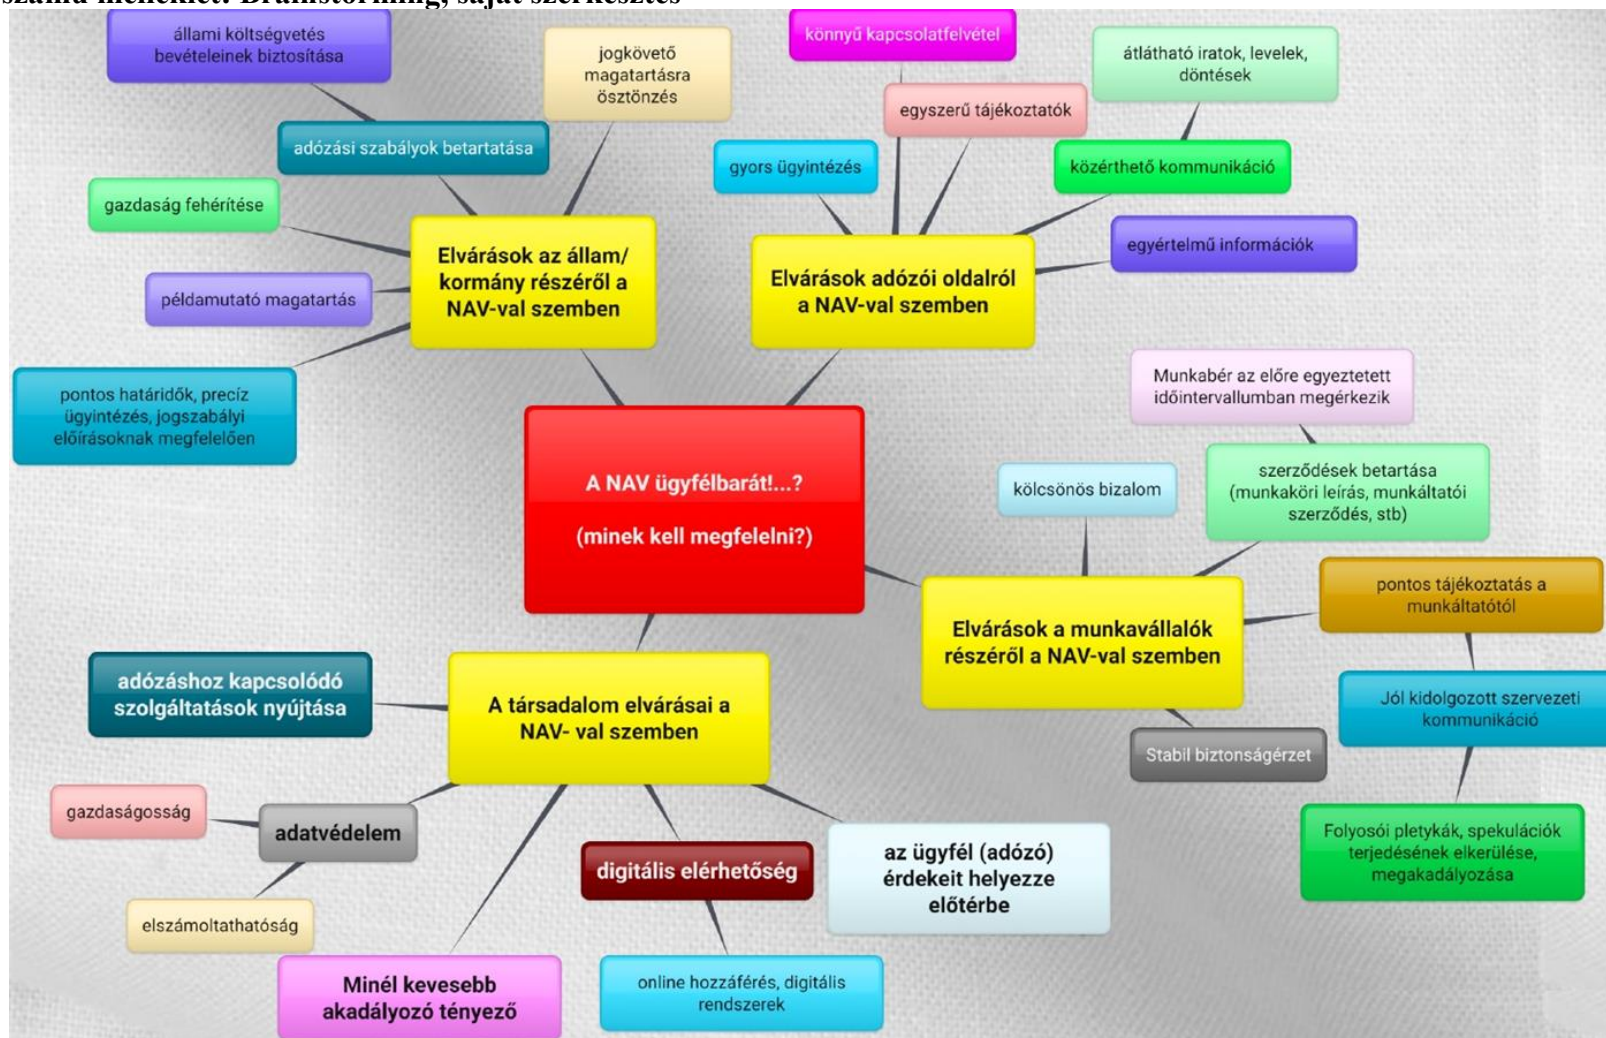 számú melléklet: Brainstorming, saját szerkesztés
állami költségvetés
bevételeinek biztosítása
jogkövető
magatartásra
ösztönzés
adózási szabályok betartatása
gazdaság fehérítése
példamutató magatartás
pontos határidők, precíz
ügyintézés, jogszabályi
előírásoknak megfelelően
Elvárások az állam/
kormány részéről a
NAV-val szemben
könnyű kapcsolatfelvétel
átlátható iratok, levelek,
döntések
egyszerű tájékoztatók
gyors ügyintézés
közérthető kommunikáció
egyértelmű információk
Elvárások adózói oldalról
a NAV-val szemben
A NAV ügyfélbarát!...?
(minek kell megfelelni?)
Munkabér az előre egyeztetett
időintervallumban megérkezik
kölcsönös bizalom
szerződések betartása
(munkaköri leírás, munkáltatói
szerződés, stb)
pontos tájékoztatás a
munkáltatótól
Elvárások a munkavállalók
részéről a NAV-val szemben
Jól kidolgozott szervezeti
kommunikáció
Stabil biztonságérzet
Folyosói pletykák, spekulációk
terjedésének elkerülése,
megakadályozása
adózáshoz kapcsolódó
szolgáltatások nyújtása
A társadalom elvárásai a
NAV- val szemben
gazdaságosság
adatvédelem
elszámoltathatóság
digitális elérhetőség
az ügyfél (adózó)
érdekeit helyezze
előtérbe
Minél kevesebb
akadályozó tényező
online hozzáférés, digitális
rendszerek